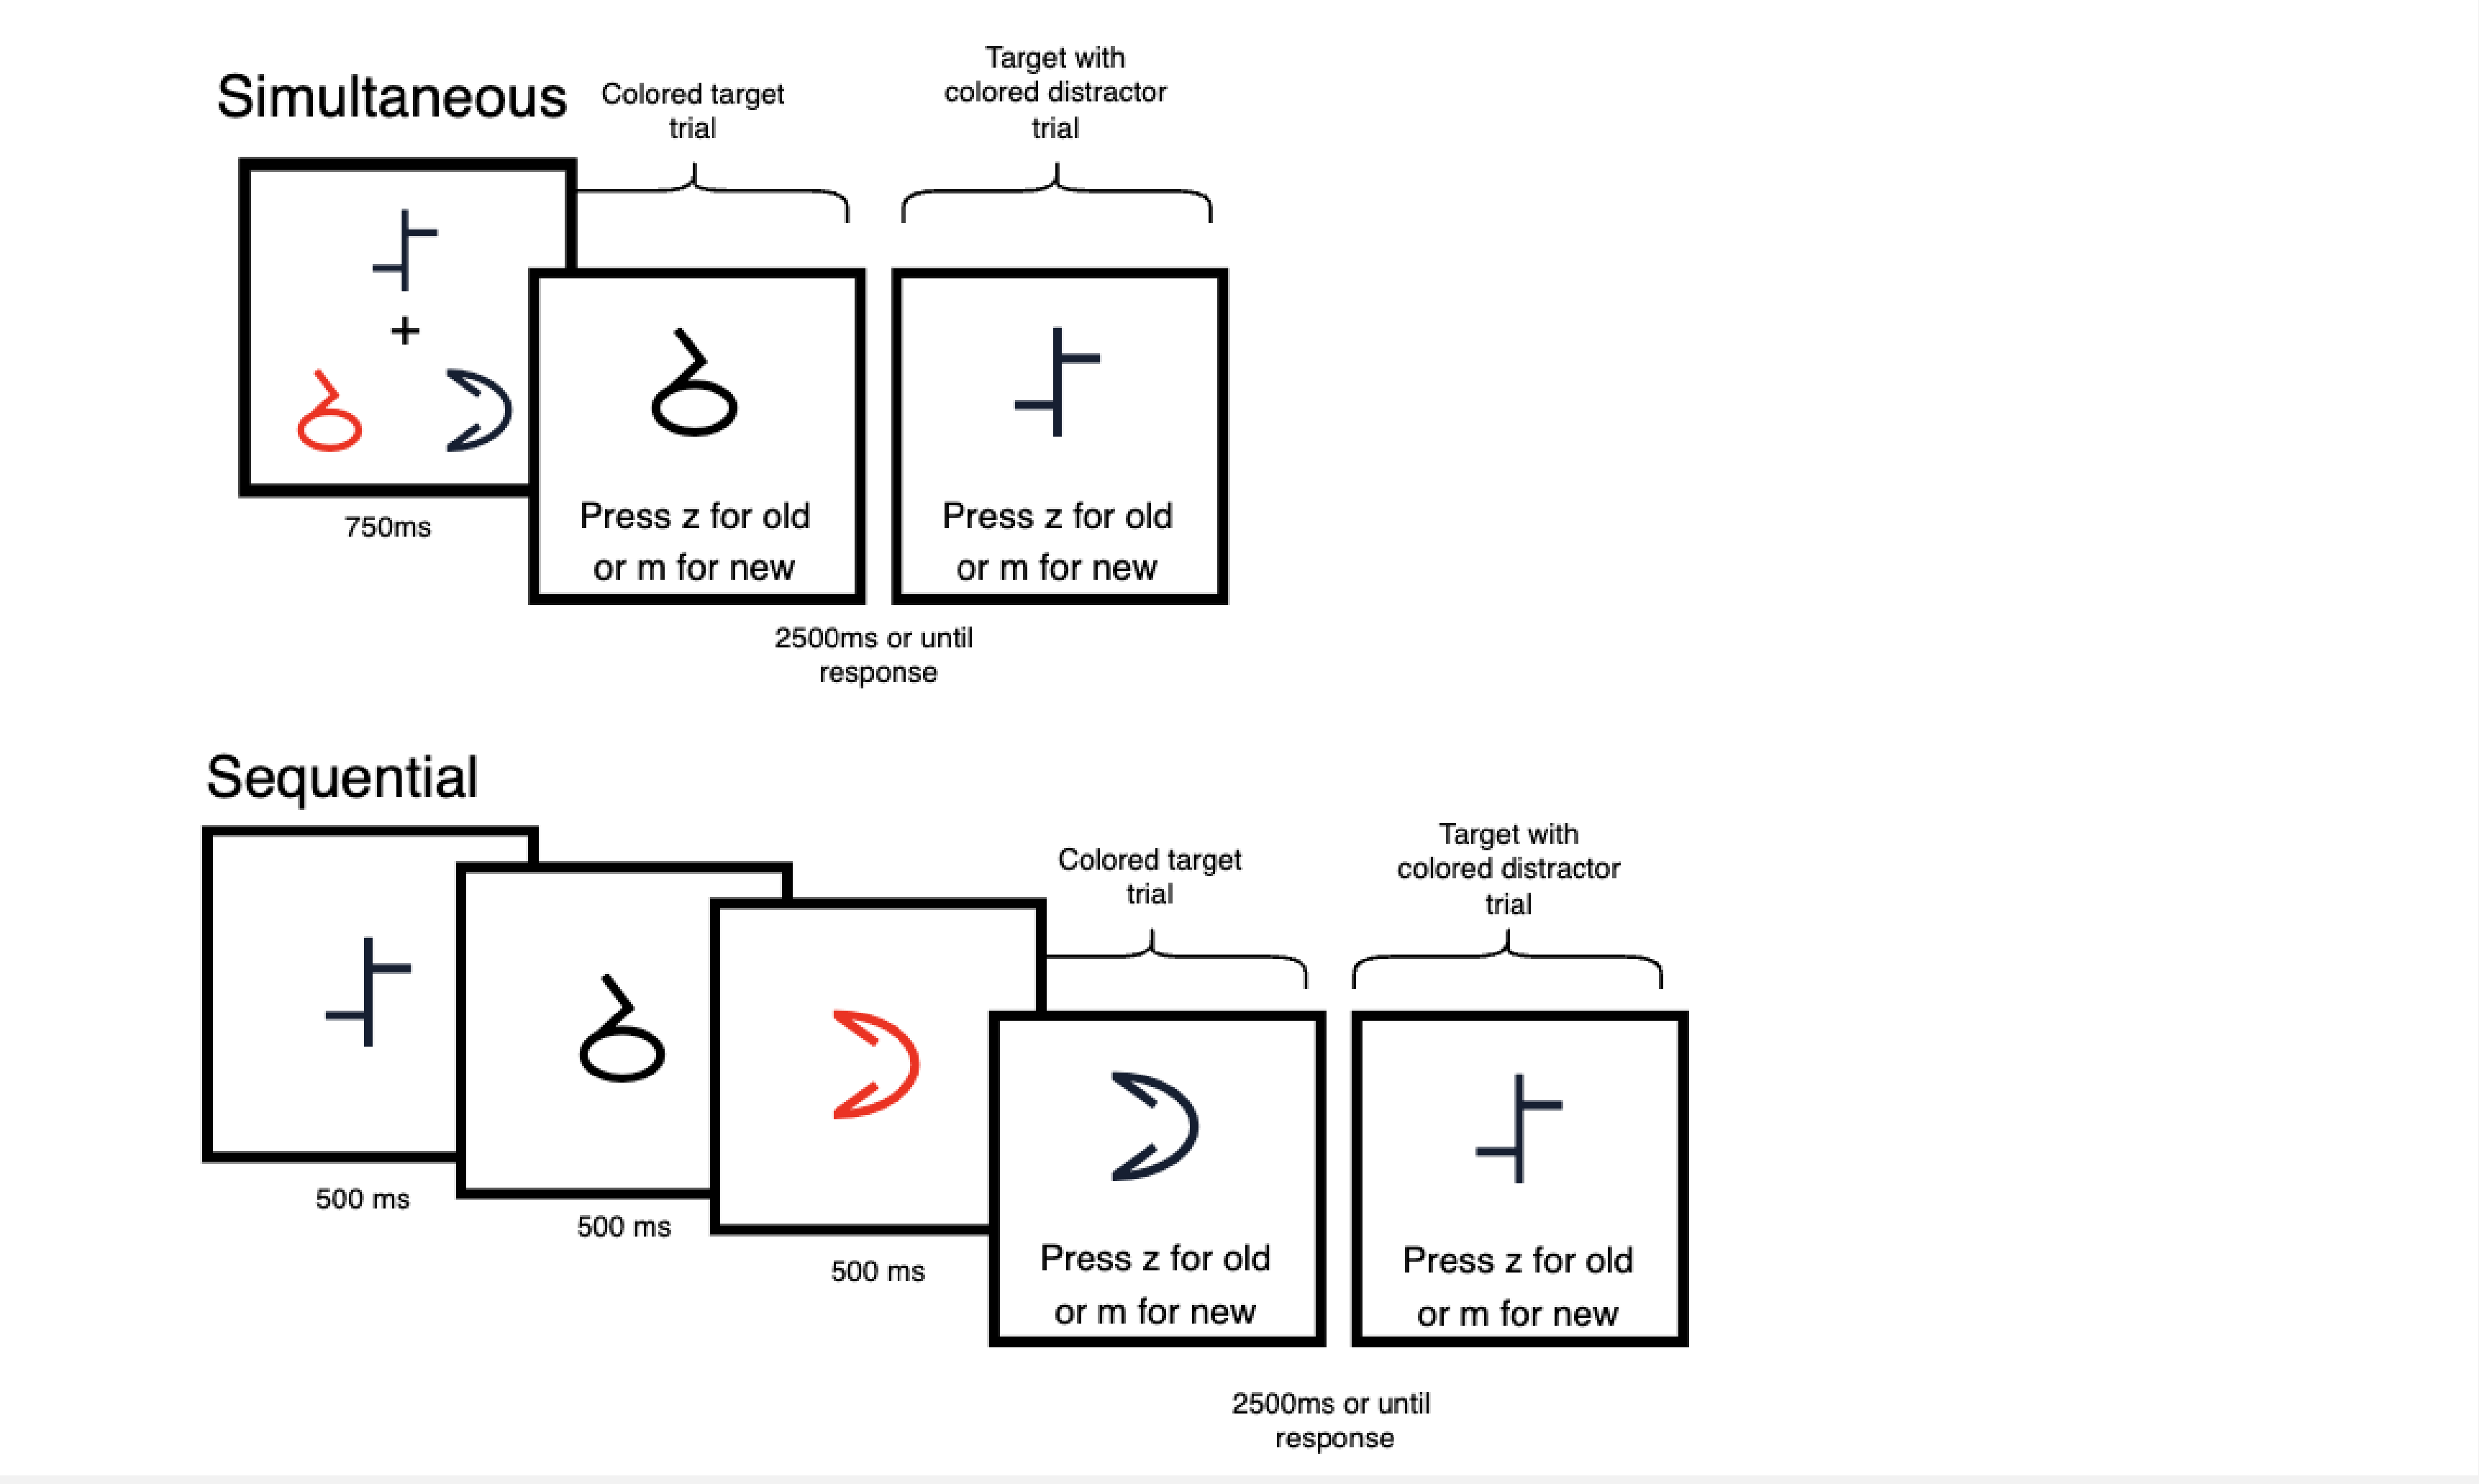 Simultaneous
Colored target
trial
Target with
colored distractor
trial
750ms
Press z for old
or m for new
Press z for old
or m for new
2500ms or until
response
Sequential
Colored target
trial
Target with
colored distractor
trial
500 ms
500 ms
500 ms
Press z for old
or m for new
Press z for old
or m for new
2500ms or until
response